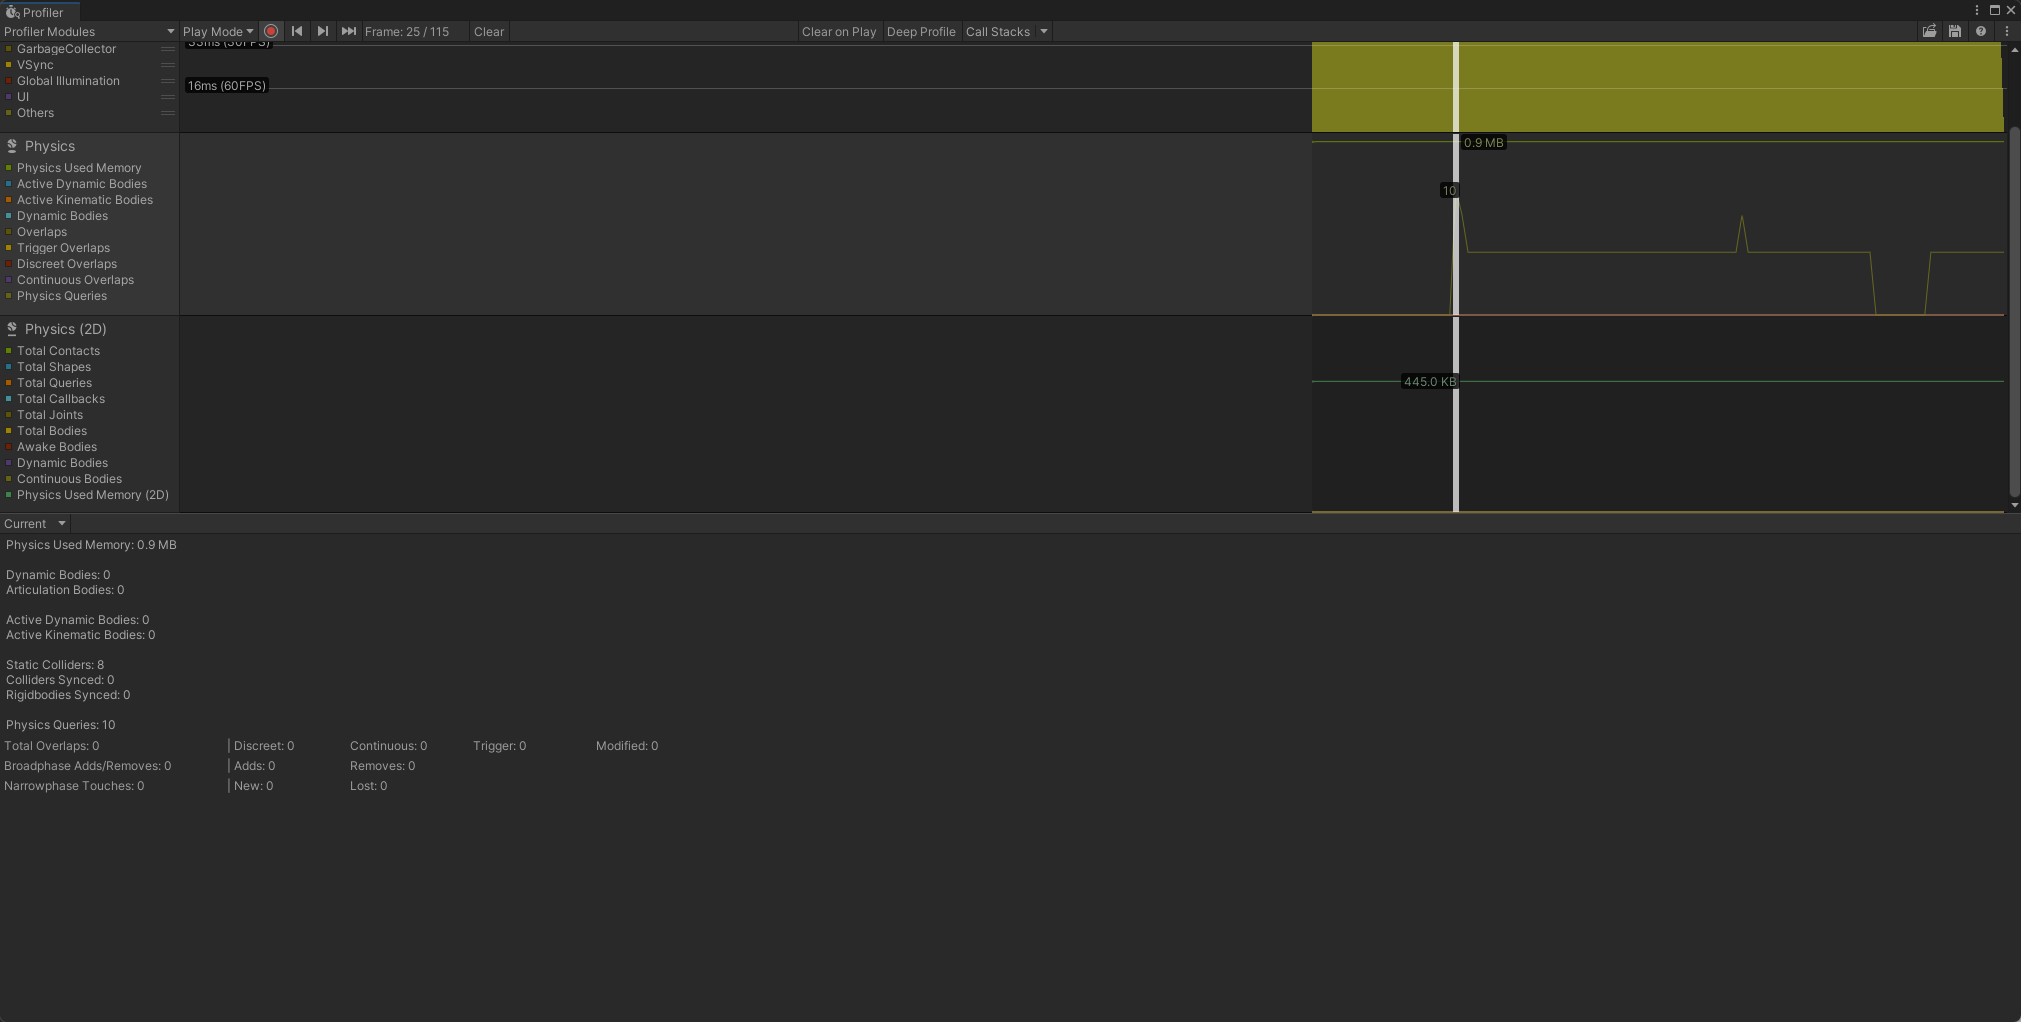 Profiler
Profiler Modules
Play Mode
Frame: 25 / 115
Clear
Clear on Play
Deep Profile
Call Stacks
GarbageCollector
VSync
Global Illumination
UI
Others
33ms (30FPS)
16ms (60FPS)
Physics
Physics Used Memory
Active Dynamic Bodies
Active Kinematic Bodies
Dynamic Bodies
Overlaps
Trigger Overlaps
Discreet Overlaps
Continuous Overlaps
Physics Queries
0.9 MB
10
Physics (2D)
Total Contacts
Total Shapes
Total Queries
Total Callbacks
Total Joints
Total Bodies
Awake Bodies
Dynamic Bodies
Continuous Bodies
Physics Used Memory (2D)
445.0 KB
Current
Physics Used Memory: 0.9 MB
Dynamic Bodies: 0
Articulation Bodies: 0
Active Dynamic Bodies: 0
Active Kinematic Bodies: 0
Static Colliders: 8
Colliders Synced: 0
Rigidbodies Synced: 0
Physics Queries: 10
Total Overlaps: 0 | Discreet: 0 Continuous: 0 Trigger: 0 Modified: 0
Broadphase Adds/Removes: 0 | Adds: 0 Removes: 0
Narrowphase Touches: 0 | New: 0 Lost: 0